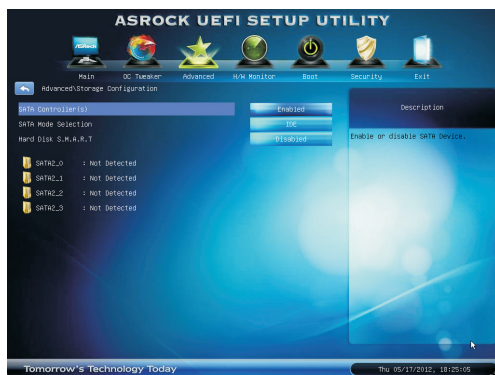 ASROCK UEFI SETUP UTILITY
ASRock
Main OC Tweaker Advanced H/W Monitor Boot Security Exit
Advanced\Storage Configuration
SATA Controller(s) Enabled
SATA Mode Selection IDE
Hard Disk S.M.A.R.T Disabled
SATA2_0 : Not Detected
SATA2_1 : Not Detected
SATA2_2 : Not Detected
SATA2_3 : Not Detected
Description
Enable or disable SATA Device.
Tomorrow's Technology Today
Thu 05/17/2012, 18:25:05